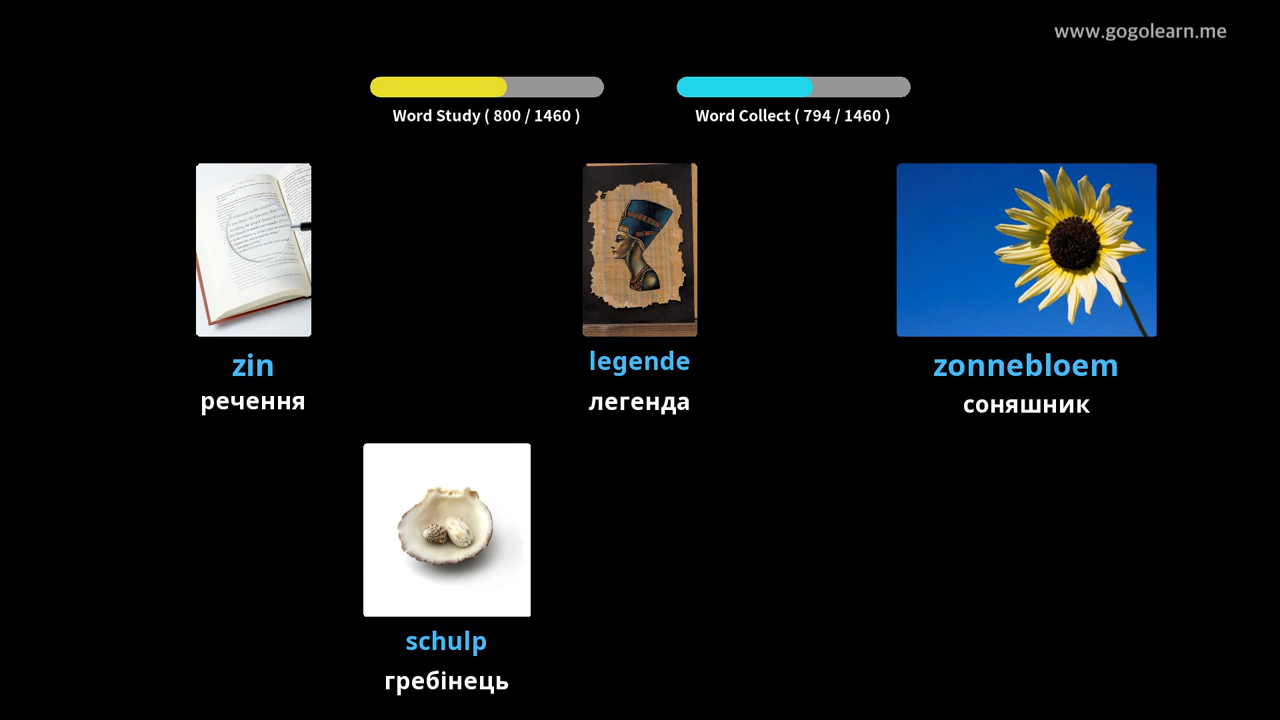 www.gogolearn.me
Word Study ( 800 / 1460 )
Word Collect ( 794 / 1460 )
zin
legende
zonnebloem
речення
легенда
соняшник
schulp
гребінець